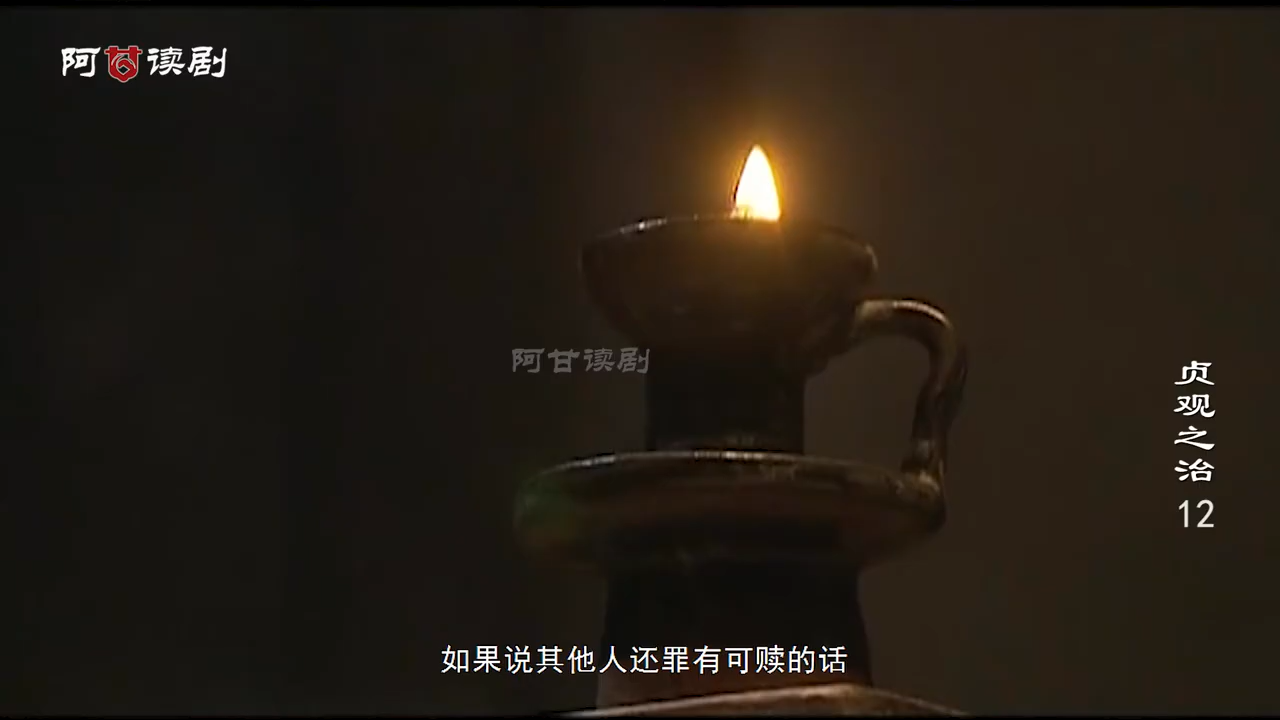 阿甘读剧
阿甘读剧
贞观之治
12
如果说其他人还罪有可赎的话